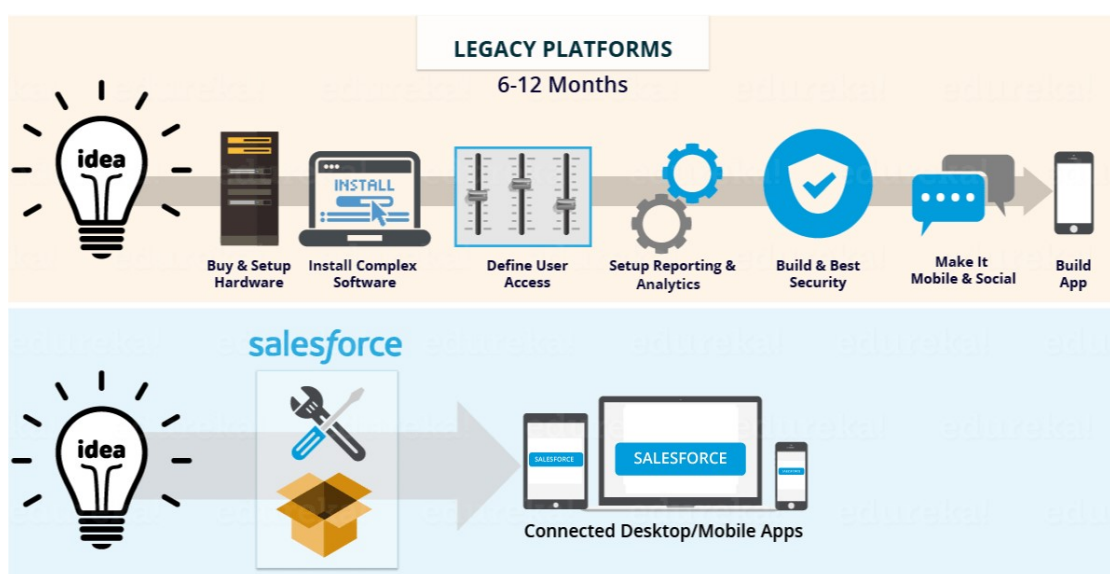 LEGACY PLATFORMS
6-12 Months
idea
INSTALL
Buy & Setup
Hardware
Install Complex
Software
Define User
Access
Setup Reporting &
Analytics
Build & Best
Security
Make It
Mobile & Social
Build
App
salesforce
idea
SALESFORCE
SALESFORCE
Connected Desktop/Mobile Apps